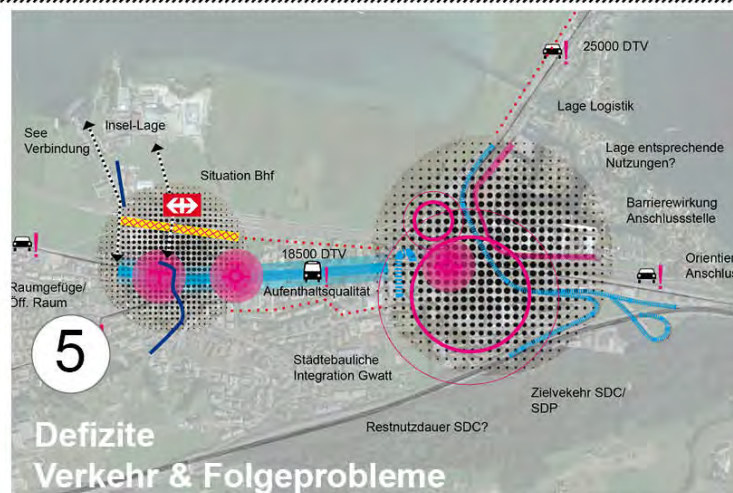 25000 DTV
Lage Logistik
See
Verbindung
Insel-Lage
Lage entsprechende
Nutzungen?
Situation Bhf
Barrierewirkung
Anschlussstelle
18500 DTV
Orientier
Anschlus
Raumgefüge/
Öff. Raum
Aufenthaltsqualität
5
Städtebauliche
Integration Gwatt
Zielvekehr SDC/
SDP
Restnutzdauer SDC?
Defizite
Verkehr & Folgeprobleme